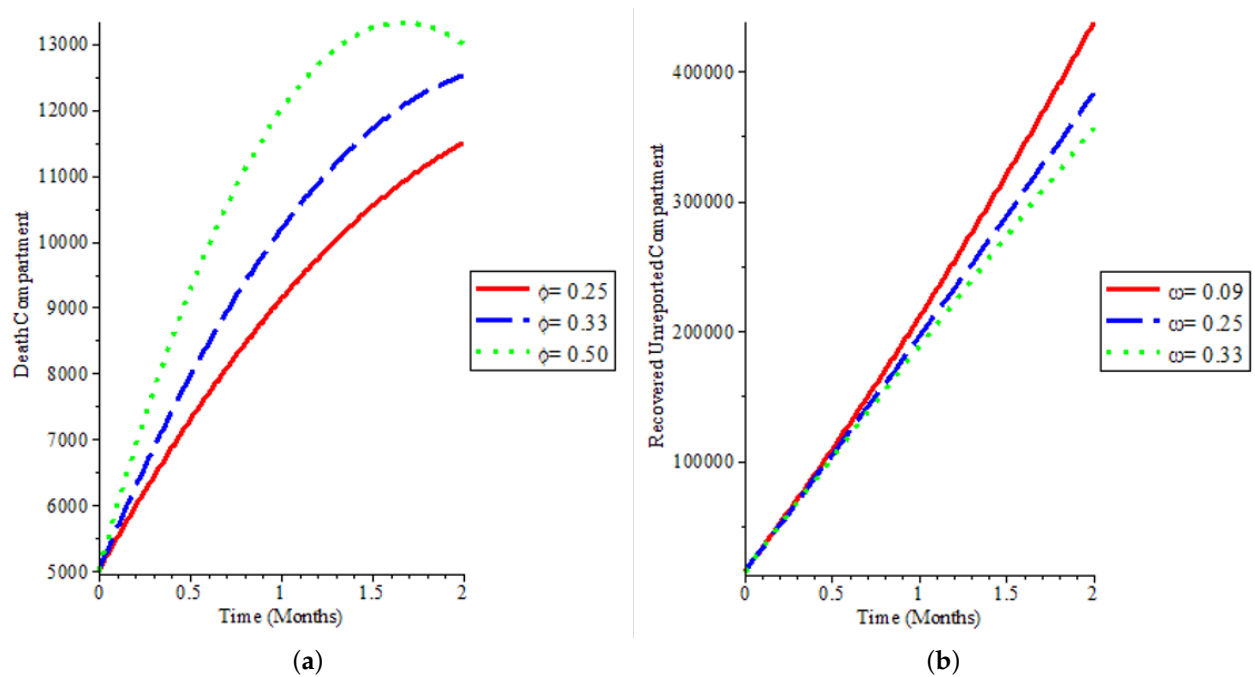 13000
12000
11000
10000
9000
8000
7000
6000
5000
Death Compartment
0
0.5
1
1.5
2
Time (Months)
ϕ= 0.25
ϕ= 0.33
ϕ= 0.50
(a)
400000
300000
200000
100000
Recovered Unreported Compartment
0
0.5
1
1.5
2
Time (Months)
ω= 0.09
ω= 0.25
ω= 0.33
(b)